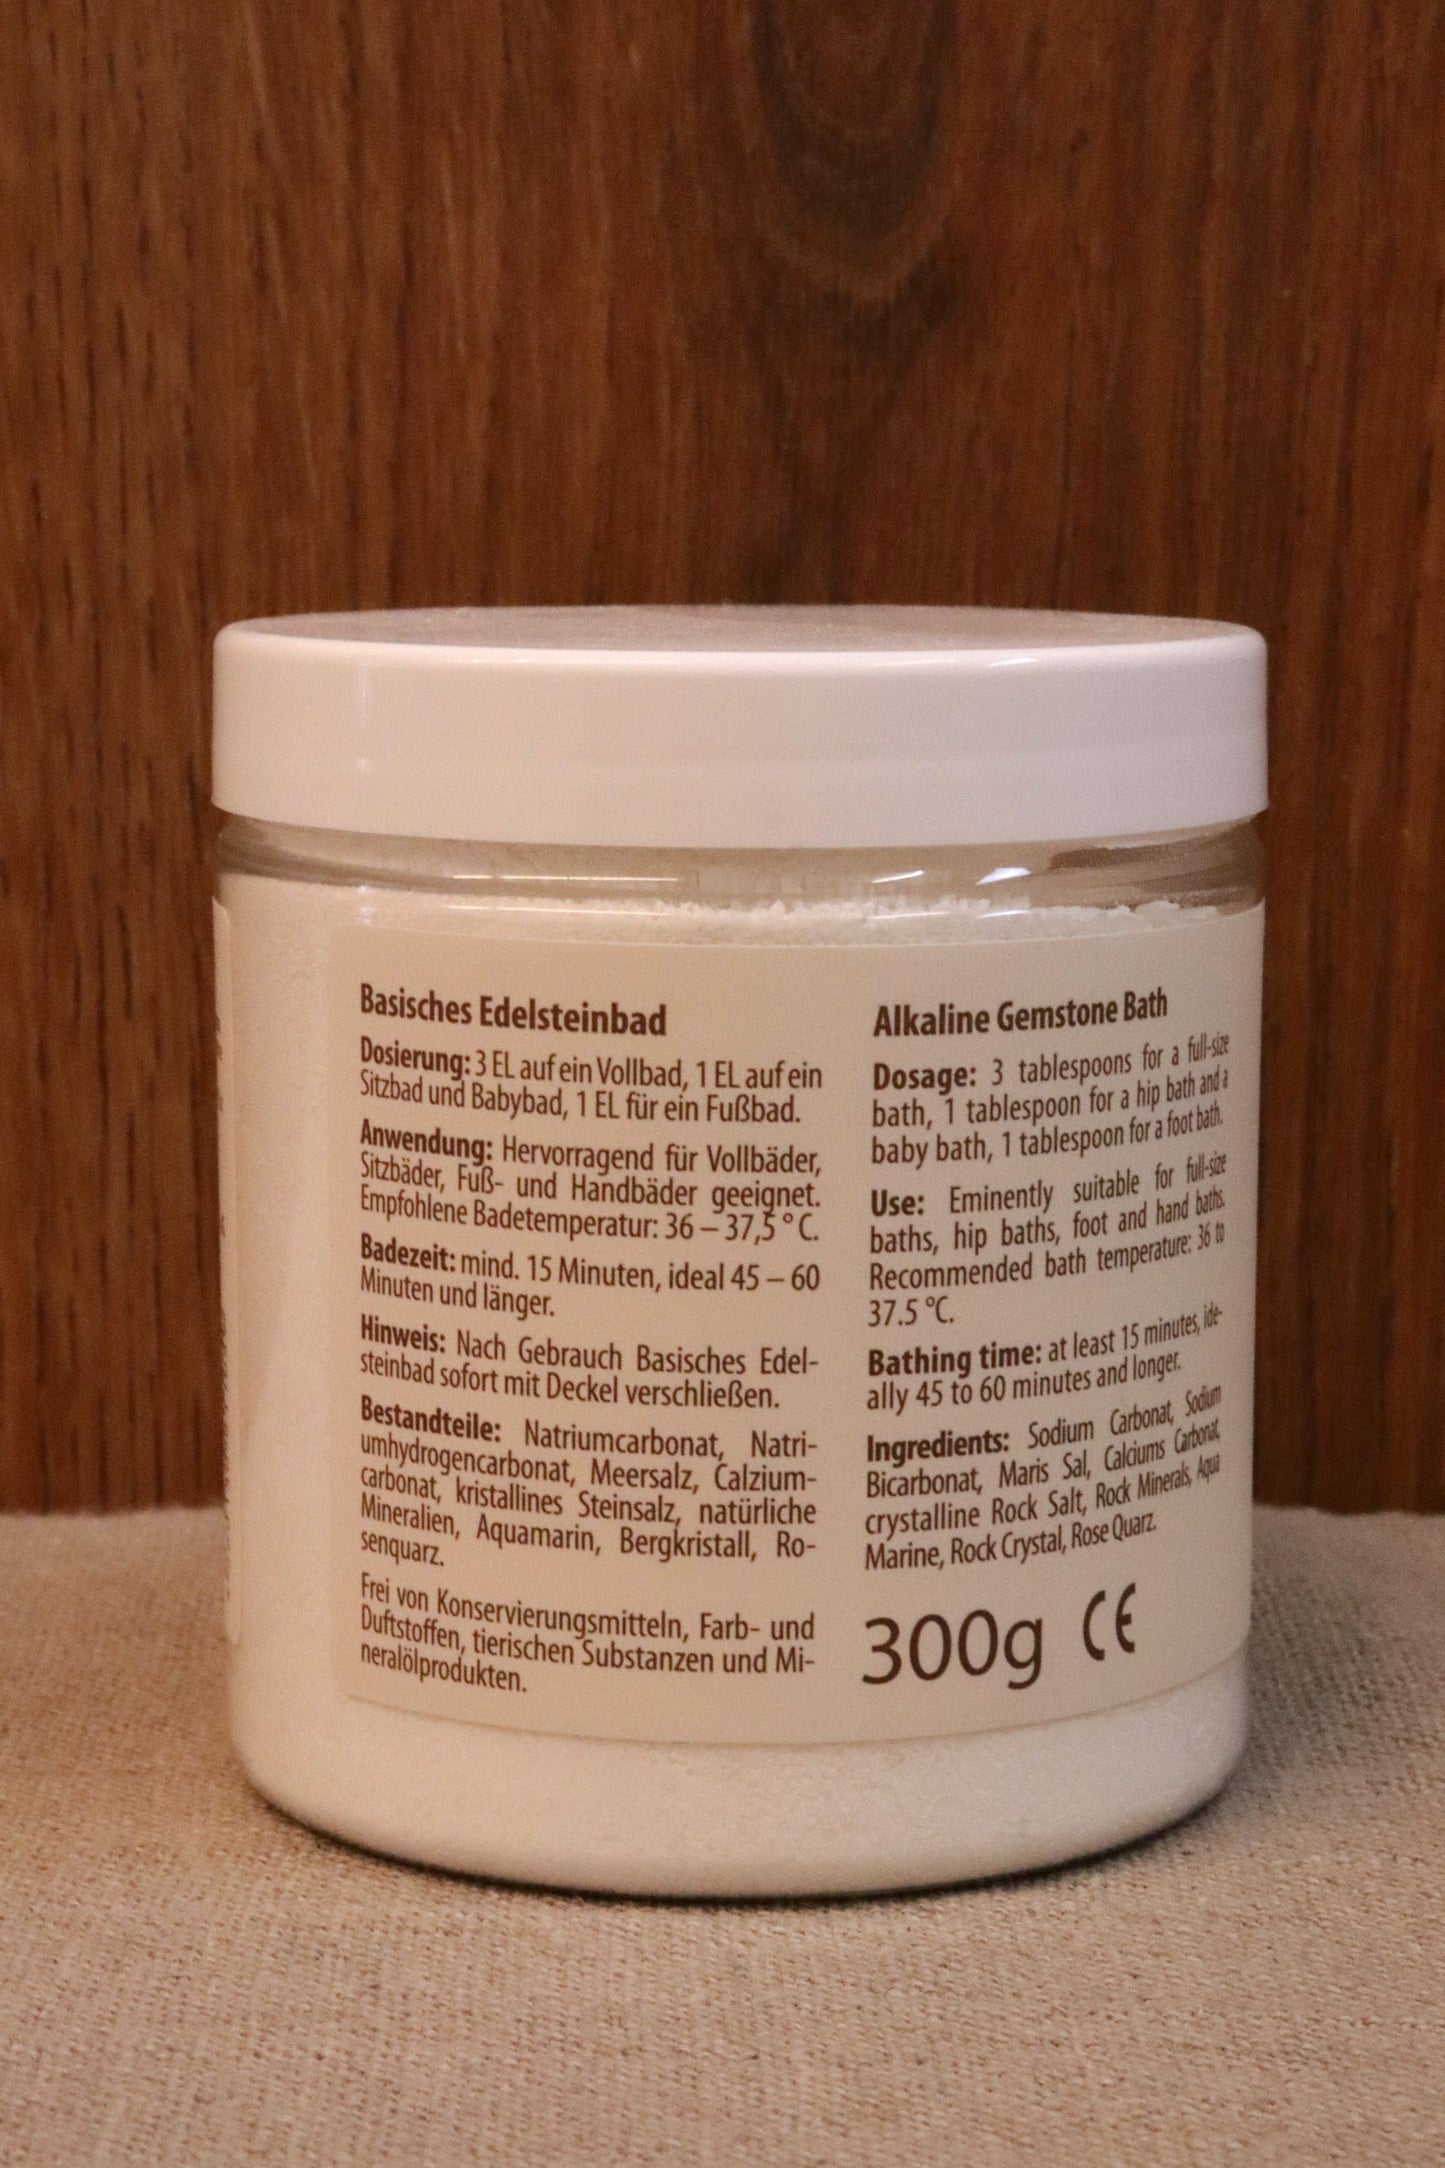 Basisches Edelsteinbad
Dosierung: 3 EL auf ein Vollbad, 1 EL auf ein
Sitzbad und Babybad, 1 EL für ein Fußbad.
Anwendung: Hervorragend für Vollbäder,
Sitzbäder, Fuß- und Handbäder geeignet.
Empfohlene Badetemperatur: 36 – 37,5 °C.
Badezeit: mind. 15 Minuten, ideal 45 – 60
Minuten und länger.
Hinweis: Nach Gebrauch Basisches Edel-
steinbad sofort mit Deckel verschließen.
Bestandteile: Natriumcarbonat, Natri-
umhydrogencarbonat, Meersalz, Calzium-
carbonat, kristallines Steinsalz, natürliche
Mineralien, Aquamarin, Bergkristall, Ro-
senquarz.
Frei von Konservierungsmitteln, Farb- und
Duftstoffen, tierischen Substanzen und Mi-
neralölprodukten.
Alkaline Gemstone Bath
Dosage: 3 tablespoons for a full-size
bath, 1 tablespoon for a hip bath and a
baby bath, 1 tablespoon for a foot bath.
Use: Eminently suitable for full-size
baths, hip baths, foot and hand baths.
Recommended bath temperature: 36 to
37.5 °C.
Bathing time: at least 15 minutes, ide-
ally 45 to 60 minutes and longer.
Ingredients: Sodium Carbonat, Sodium
Bicarbonat, Maris Sal, Calciums Carbonat,
crystalline Rock Salt, Rock Minerals, Aqua
Marine, Rock Crystal, Rose Quarz.
300g CE